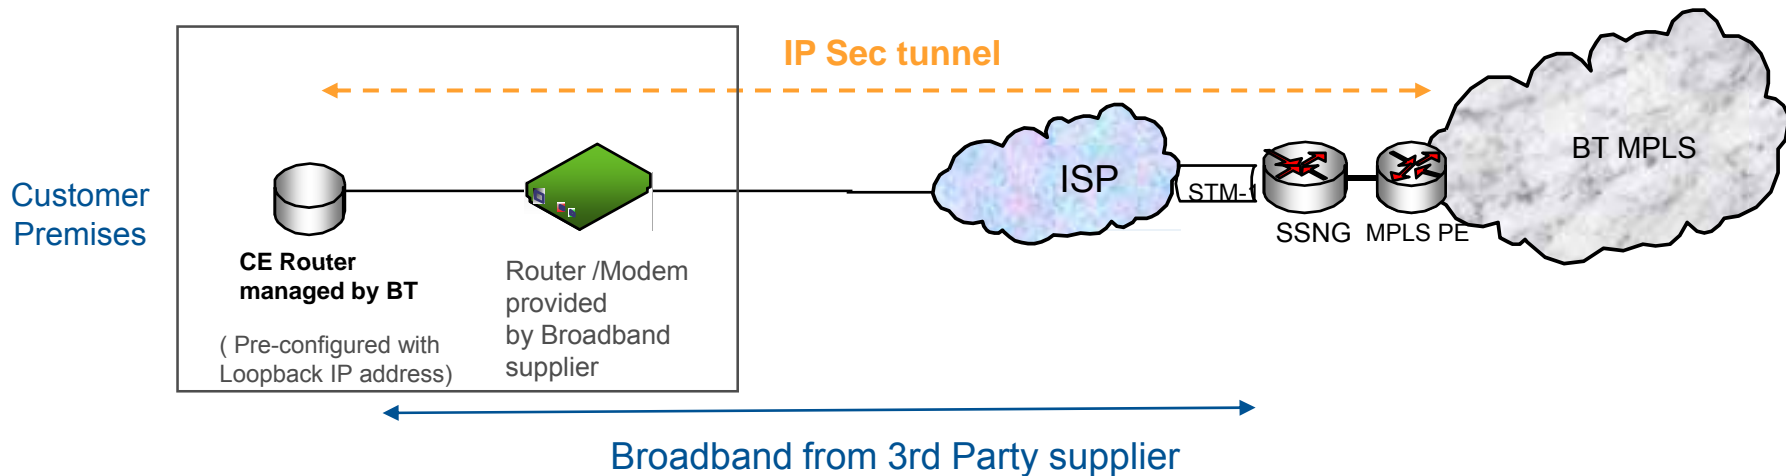 IP Sec tunnel
Customer
Premises
CE Router
managed by BT
( Pre-configured with
Loopback IP address)
Router /Modem
provided
by Broadband
supplier
ISP
STM-1
SSNG
MPLS PE
BT MPLS
Broadband from 3rd Party supplier